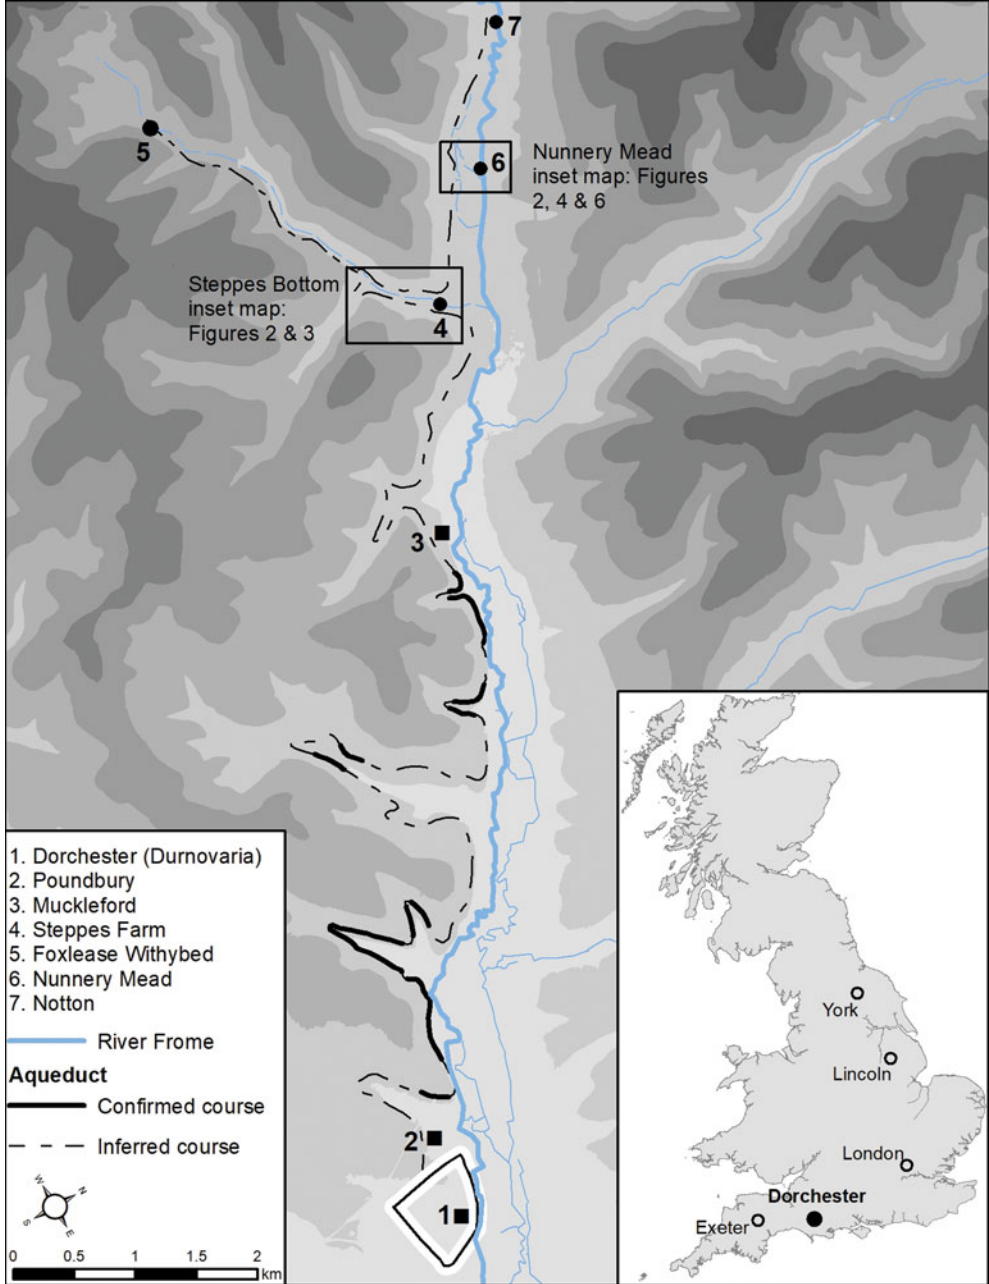 7
5
6
Nunnery Mead
inset map: Figures
2, 4 & 6
Steppes Bottom
inset map:
Figures 2 & 3
4
3
1. Dorchester (Durnovaria)
2. Poundbury
3. Muckleford
4. Steppes Farm
5. Foxlease Withybed
6. Nunnery Mead
7. Notton
River Frome
Aqueduct
Confirmed course
Inferred course
W N
S E
0 0.5 1 1.5 2
km
2
1
York
Lincoln
London
Dorchester
Exeter